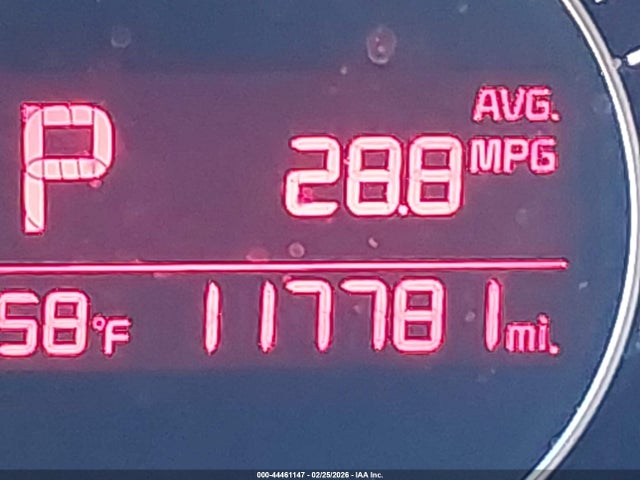 P
AVG.
28.8 MPG
58°F 117781 mi.
000-44461147 - 02/25/2026 - IAA Inc.